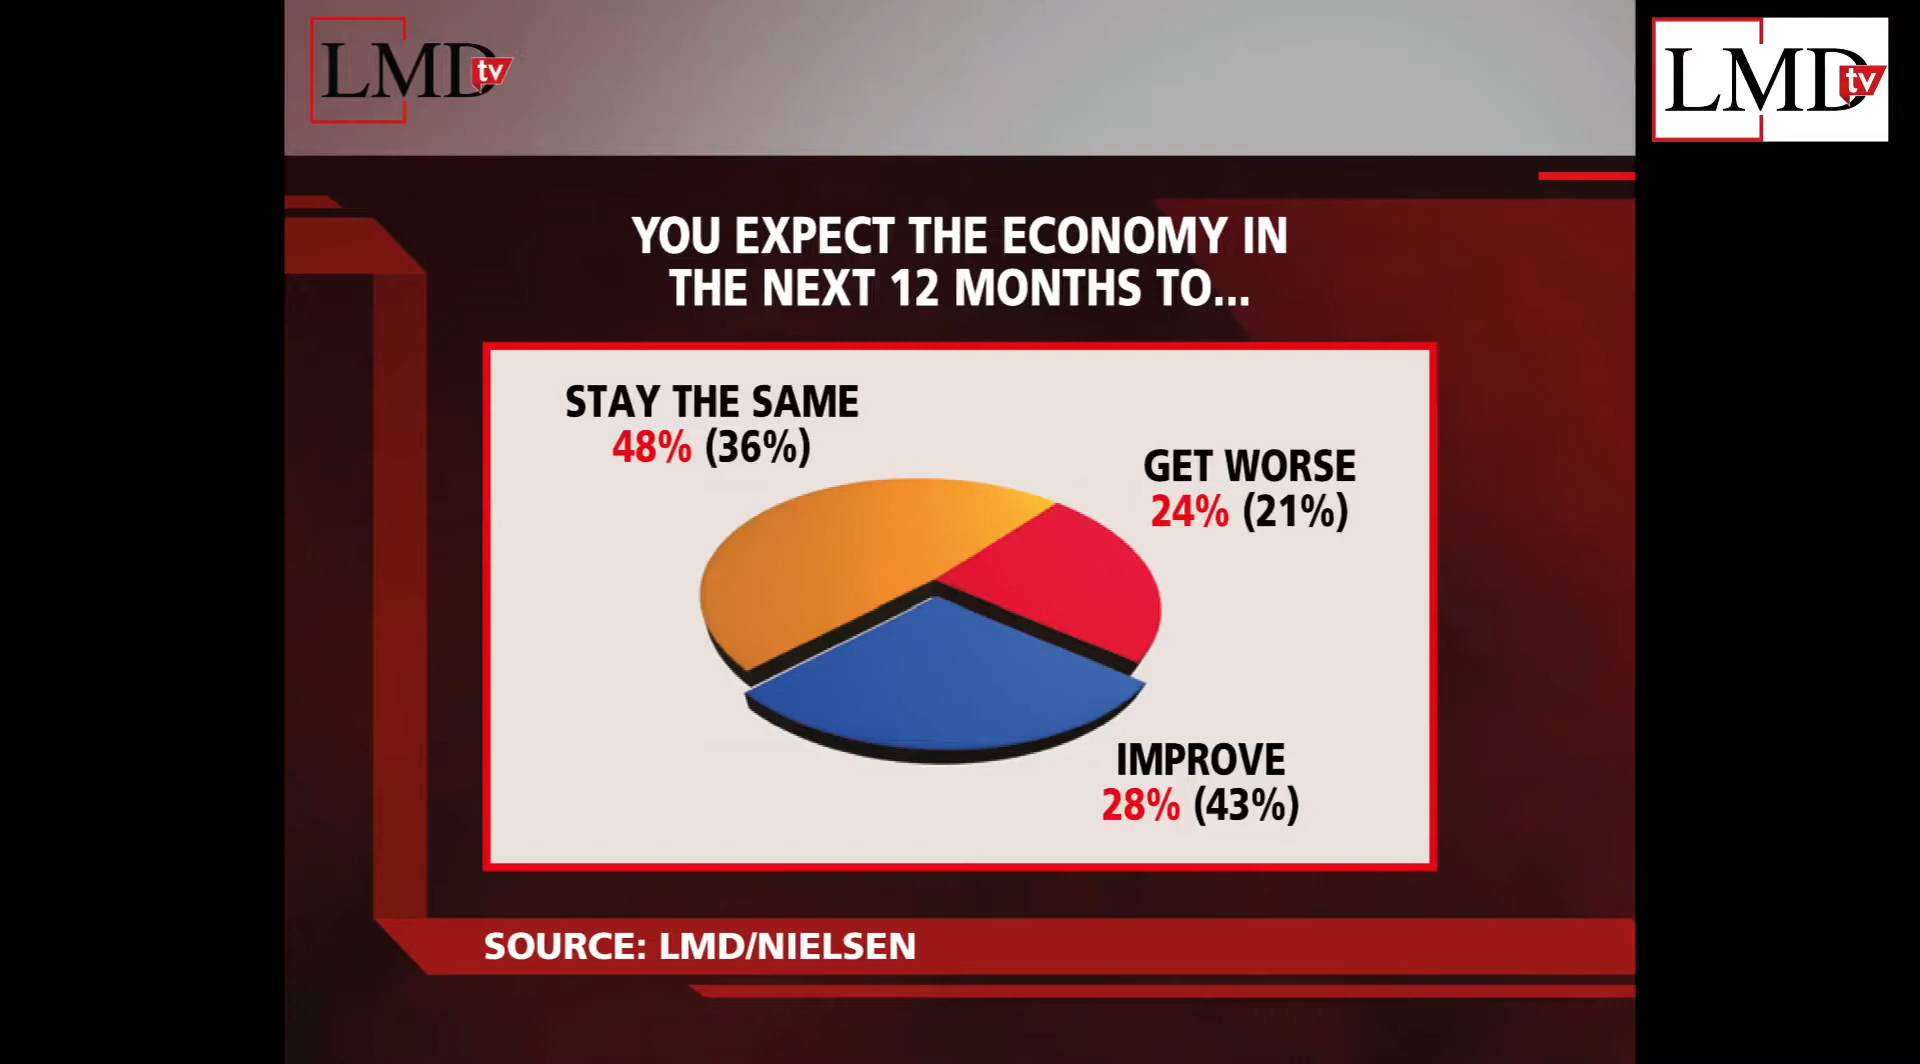 LMD tv
LMD tv
YOU EXPECT THE ECONOMY IN
THE NEXT 12 MONTHS TO...
STAY THE SAME
48% (36%)
GET WORSE
24% (21%)
IMPROVE
28% (43%)
SOURCE: LMD/NIELSEN